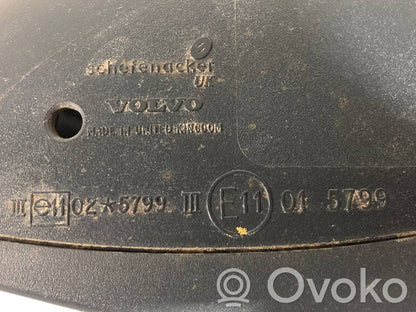 schefenacker
UK
VOLVO
MADE IN UNITED KINGDOM
III e11 02*5799 III E11 01 5799
Ovoko